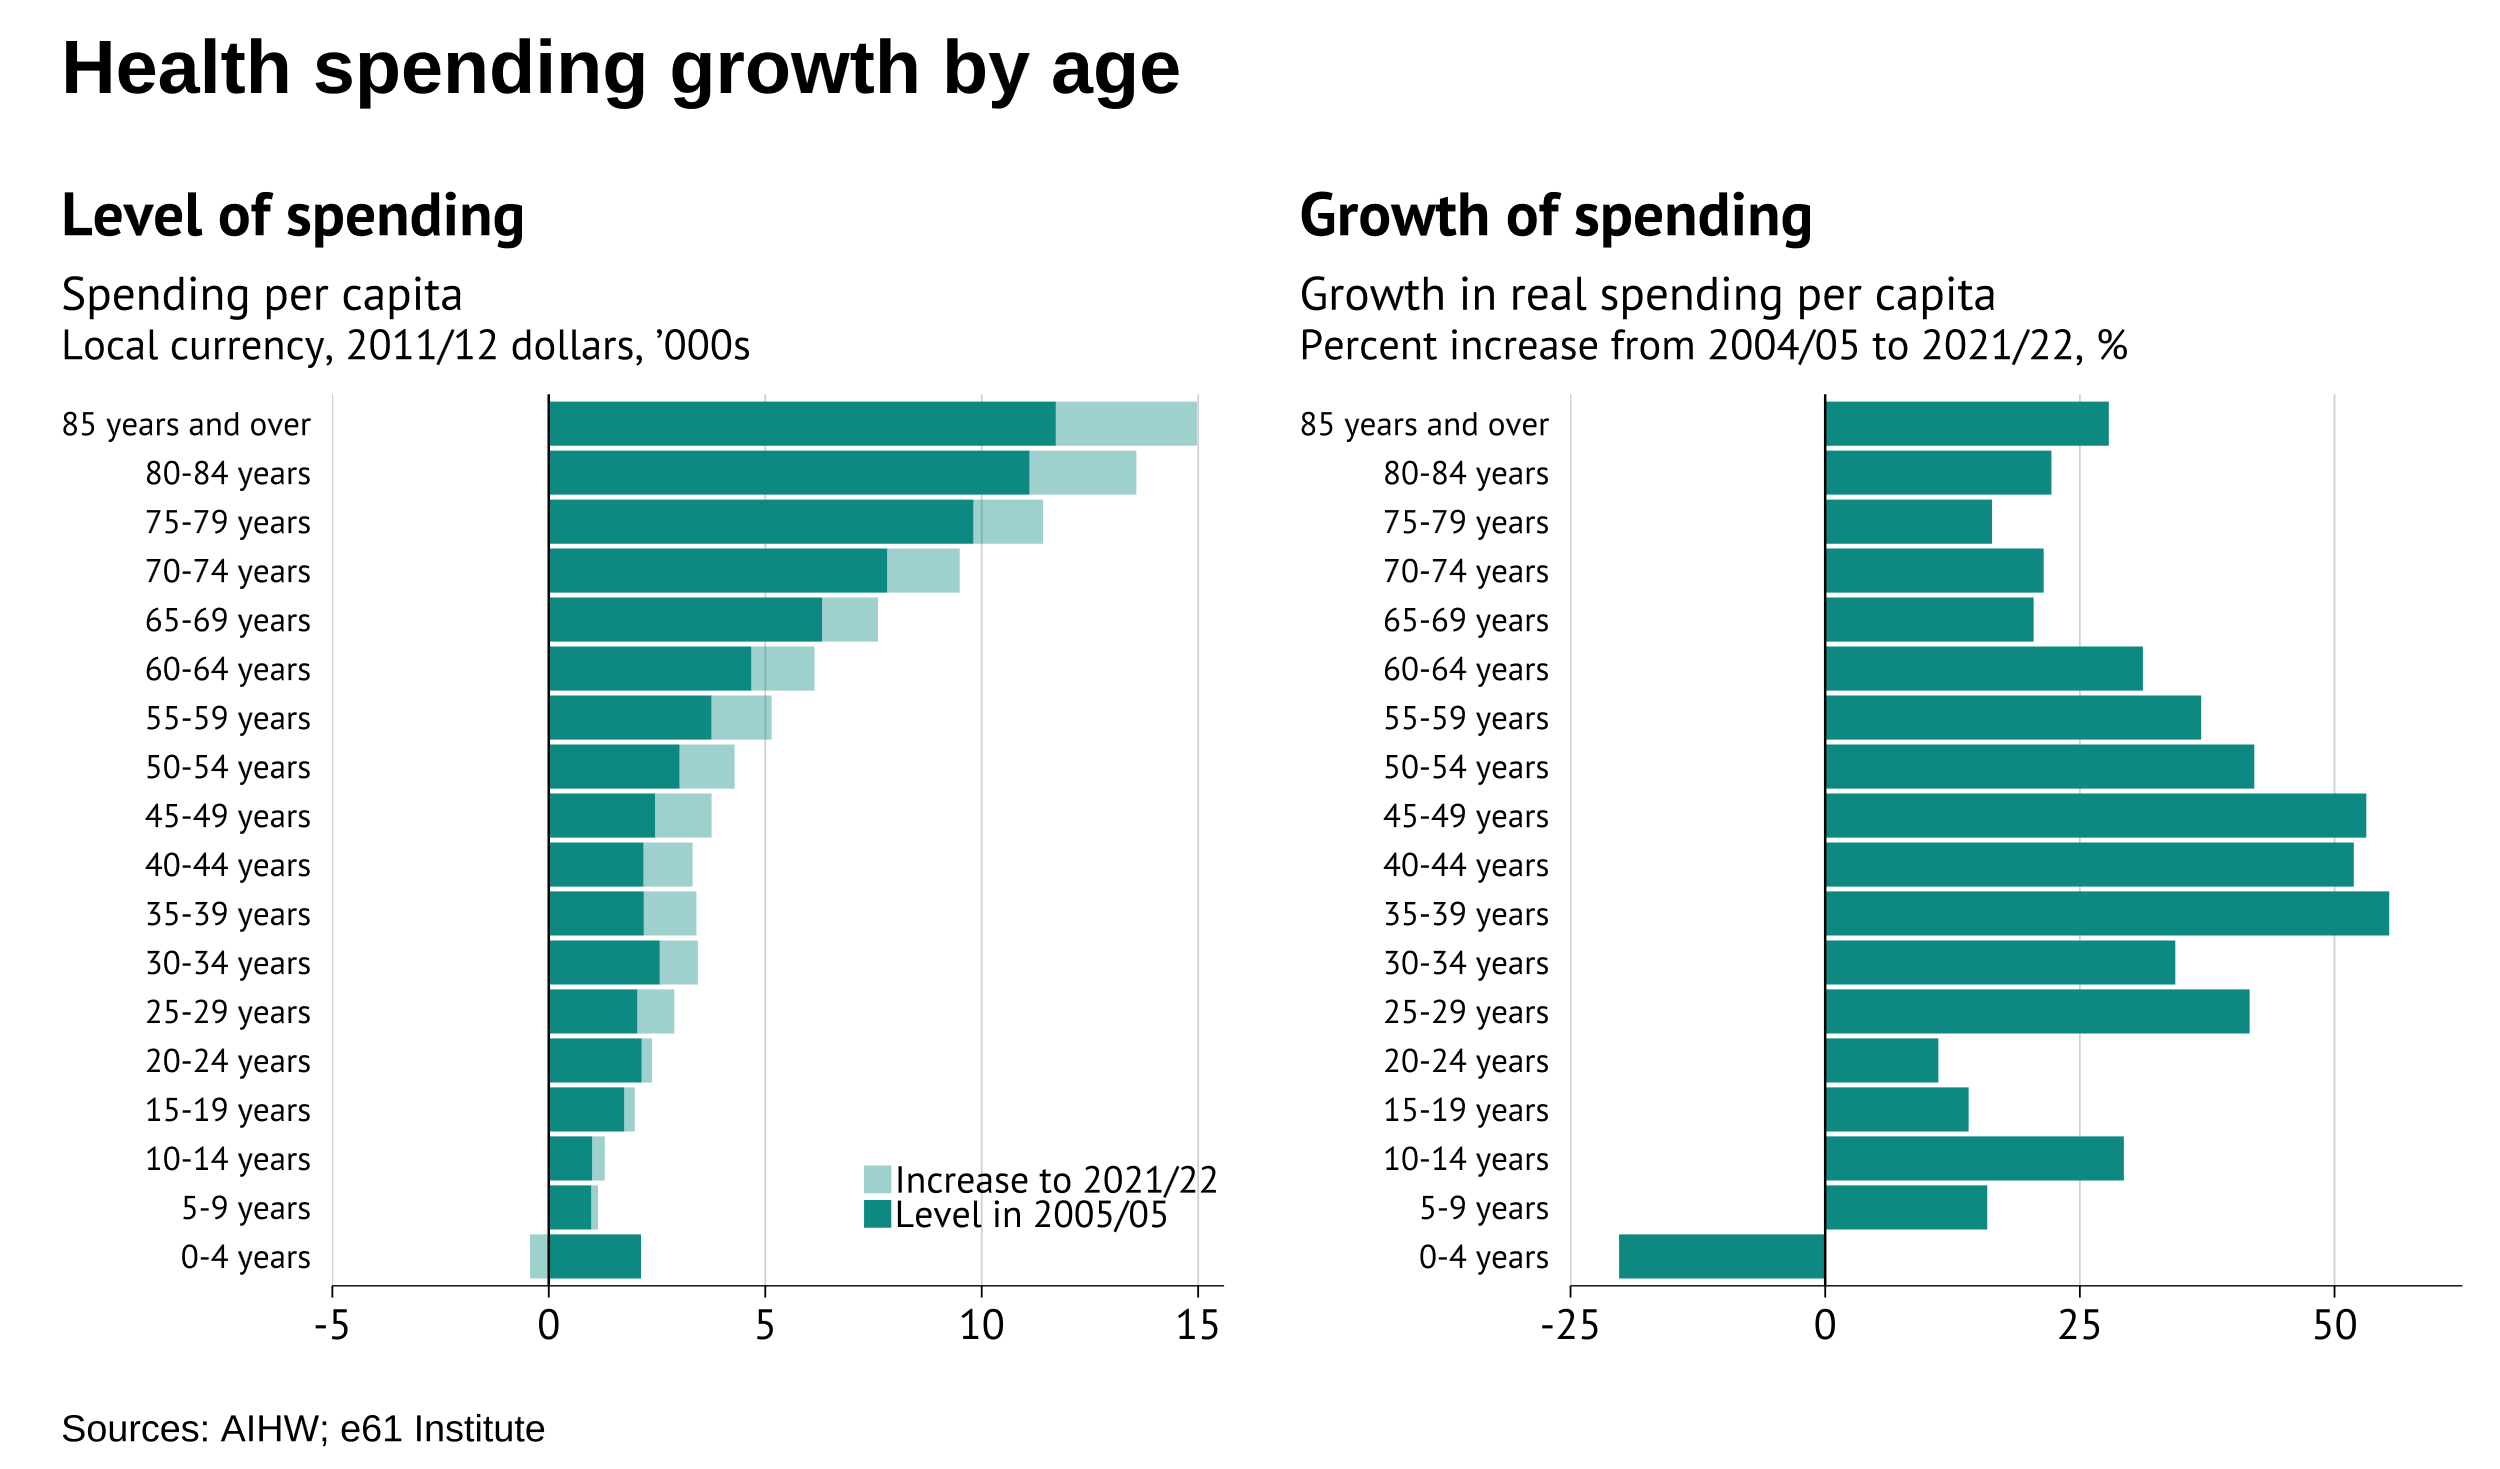 Health spending growth by age
Level of spending
Spending per capita
Local currency, 2011/12 dollars, ’000s
85 years and over
80-84 years
75-79 years
70-74 years
65-69 years
60-64 years
55-59 years
50-54 years
45-49 years
40-44 years
35-39 years
30-34 years
25-29 years
20-24 years
15-19 years
10-14 years
5-9 years
0-4 years
Increase to 2021/22
Level in 2005/05
-5 0 5 10 15
Growth of spending
Growth in real spending per capita
Percent increase from 2004/05 to 2021/22, %
85 years and over
80-84 years
75-79 years
70-74 years
65-69 years
60-64 years
55-59 years
50-54 years
45-49 years
40-44 years
35-39 years
30-34 years
25-29 years
20-24 years
15-19 years
10-14 years
5-9 years
0-4 years
-25 0 25 50
Sources: AIHW; e61 Institute